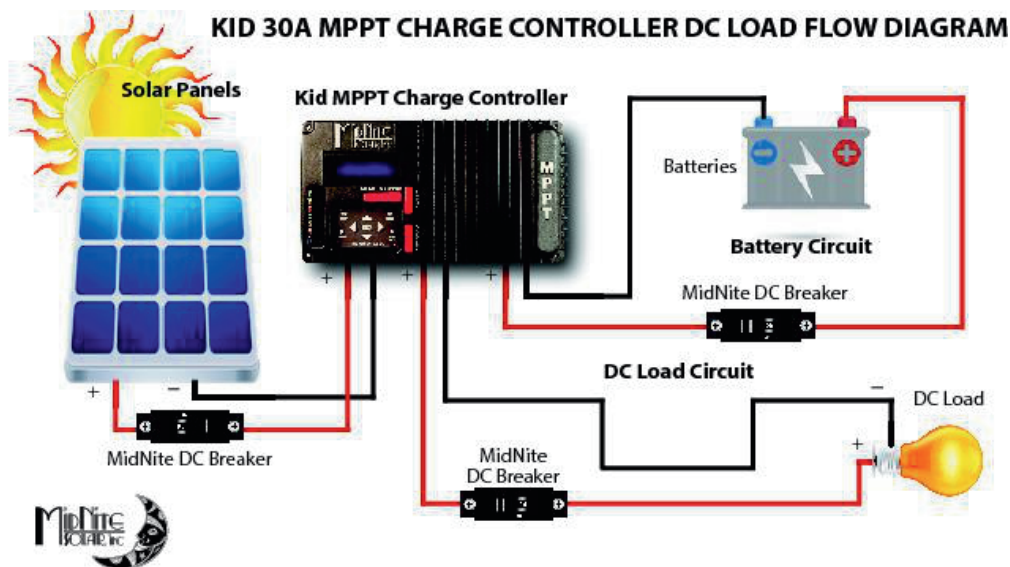 KID 30A MPPT CHARGE CONTROLLER DC LOAD FLOW DIAGRAM
Solar Panels
Kid MPPT Charge Controller
MidNite
MPPT
Batteries
Battery Circuit
MidNite DC Breaker
+
+
+
DC Load Circuit
+
–
–
DC Load
MidNite DC Breaker
MidNite
DC Breaker
+
MidNite
SOLAR INC